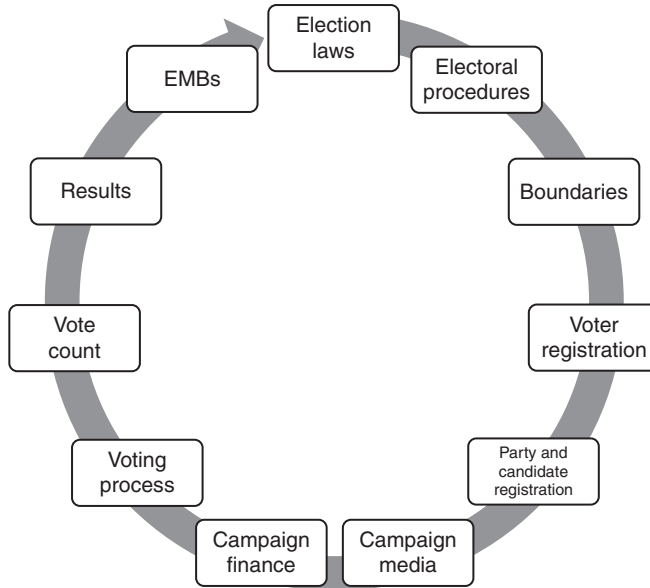 Election
laws
Electoral
procedures
Boundaries
Voter
registration
Party and
candidate
registration
Campaign
media
Campaign
finance
Voting
process
Vote
count
Results
EMBs